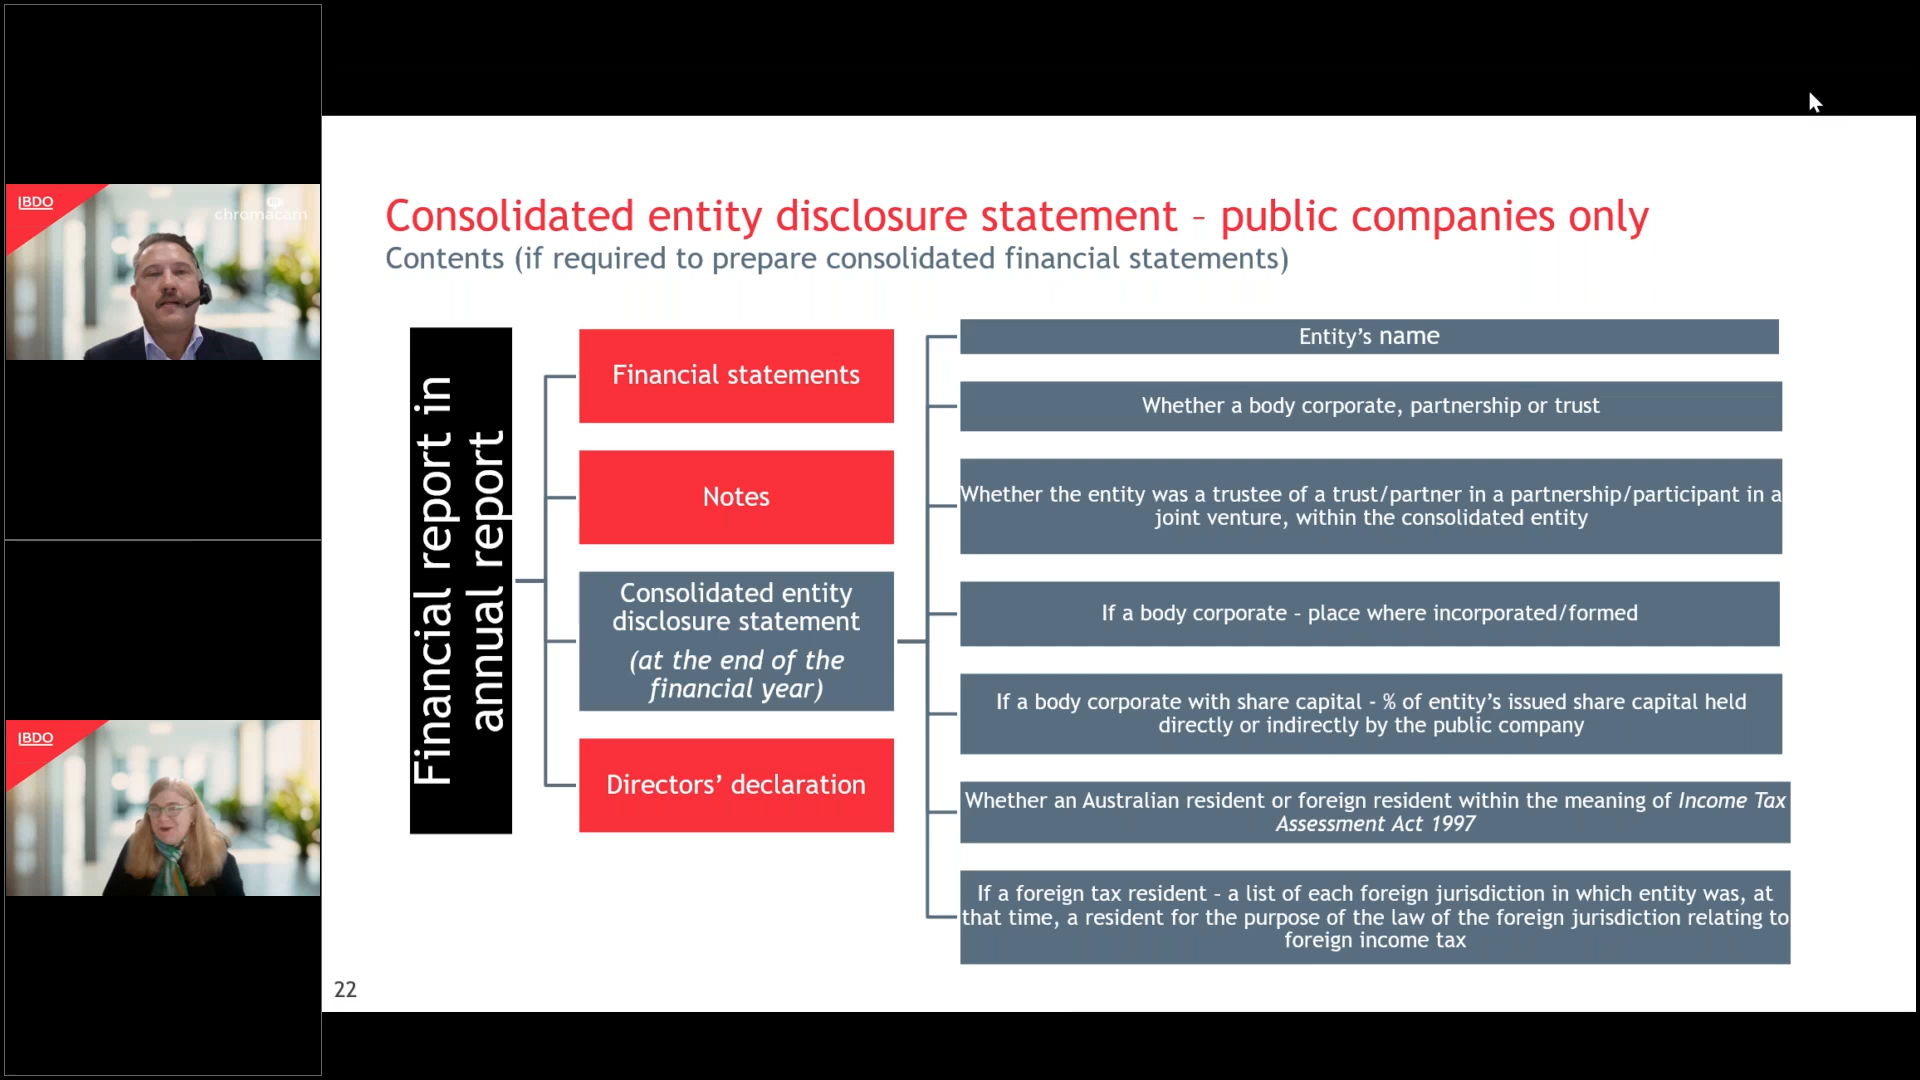 BDO
chromacam
BDO
Consolidated entity disclosure statement – public companies only
Contents (if required to prepare consolidated financial statements)
Financial report in
annual report
Financial statements
Notes
Consolidated entity
disclosure statement
(at the end of the
financial year)
Directors’ declaration
Entity’s name
Whether a body corporate, partnership or trust
Whether the entity was a trustee of a trust/partner in a partnership/participant in a
joint venture, within the consolidated entity
If a body corporate – place where incorporated/formed
If a body corporate with share capital - % of entity’s issued share capital held
directly or indirectly by the public company
Whether an Australian resident or foreign resident within the meaning of Income Tax
Assessment Act 1997
If a foreign tax resident – a list of each foreign jurisdiction in which entity was, at
that time, a resident for the purpose of the law of the foreign jurisdiction relating to
foreign income tax
22